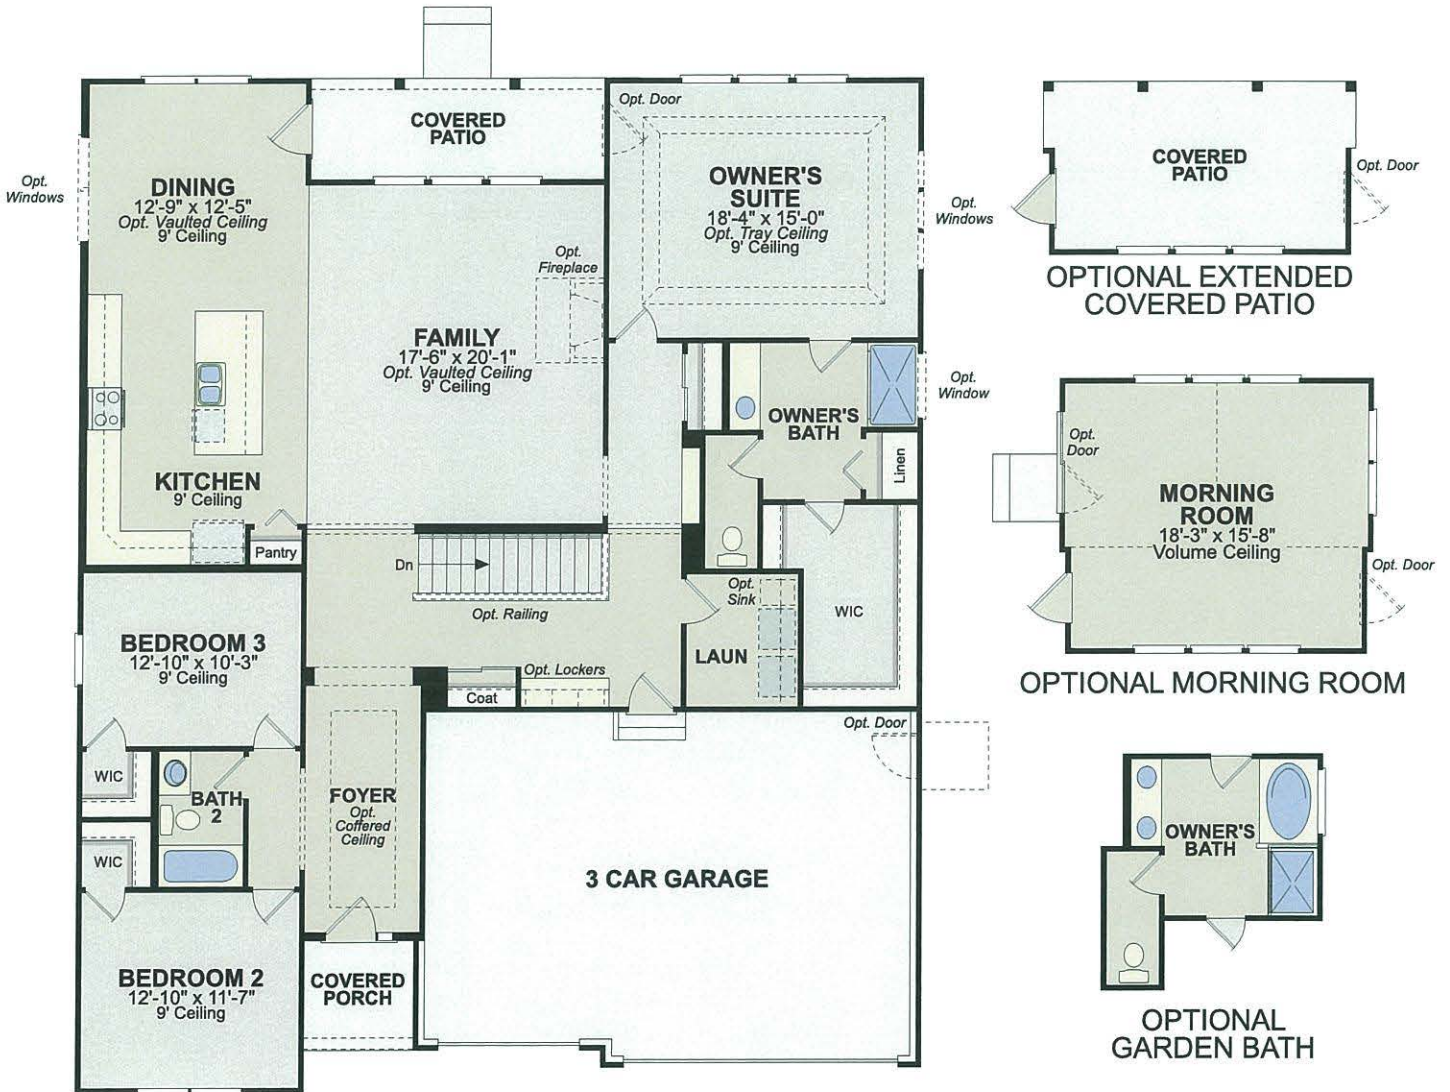 COVERED
PATIO
Opt. Door
DINING
12'-9" x 12'-5"
Opt. Vaulted Ceiling
9' Ceiling
Opt.
Windows
OWNER'S
SUITE
18'-4" x 15'-0"
Opt. Tray Ceiling
9' Ceiling
Opt.
Windows
Opt.
Fireplace
FAMILY
17'-6" x 20'-1"
Opt. Vaulted Ceiling
9' Ceiling
KITCHEN
9' Ceiling
Pantry
OWNER'S
BATH
Opt.
Window
Linen
Dn
Opt. Railing
Opt.
Sink
LAUN
WIC
BEDROOM 3
12'-10" x 10'-3"
9' Ceiling
Opt. Lockers
Coat
Opt. Door
WIC
BATH
2
WIC
FOYER
Opt.
Coffered
Ceiling
3 CAR GARAGE
BEDROOM 2
12'-10" x 11'-7"
9' Ceiling
COVERED
PORCH
COVERED
PATIO
Opt. Door
OPTIONAL EXTENDED
COVERED PATIO
Opt.
Door
MORNING
ROOM
18'-3" x 15'-8"
Volume Ceiling
Opt. Door
OPTIONAL MORNING ROOM
OWNER'S
BATH
OPTIONAL
GARDEN BATH